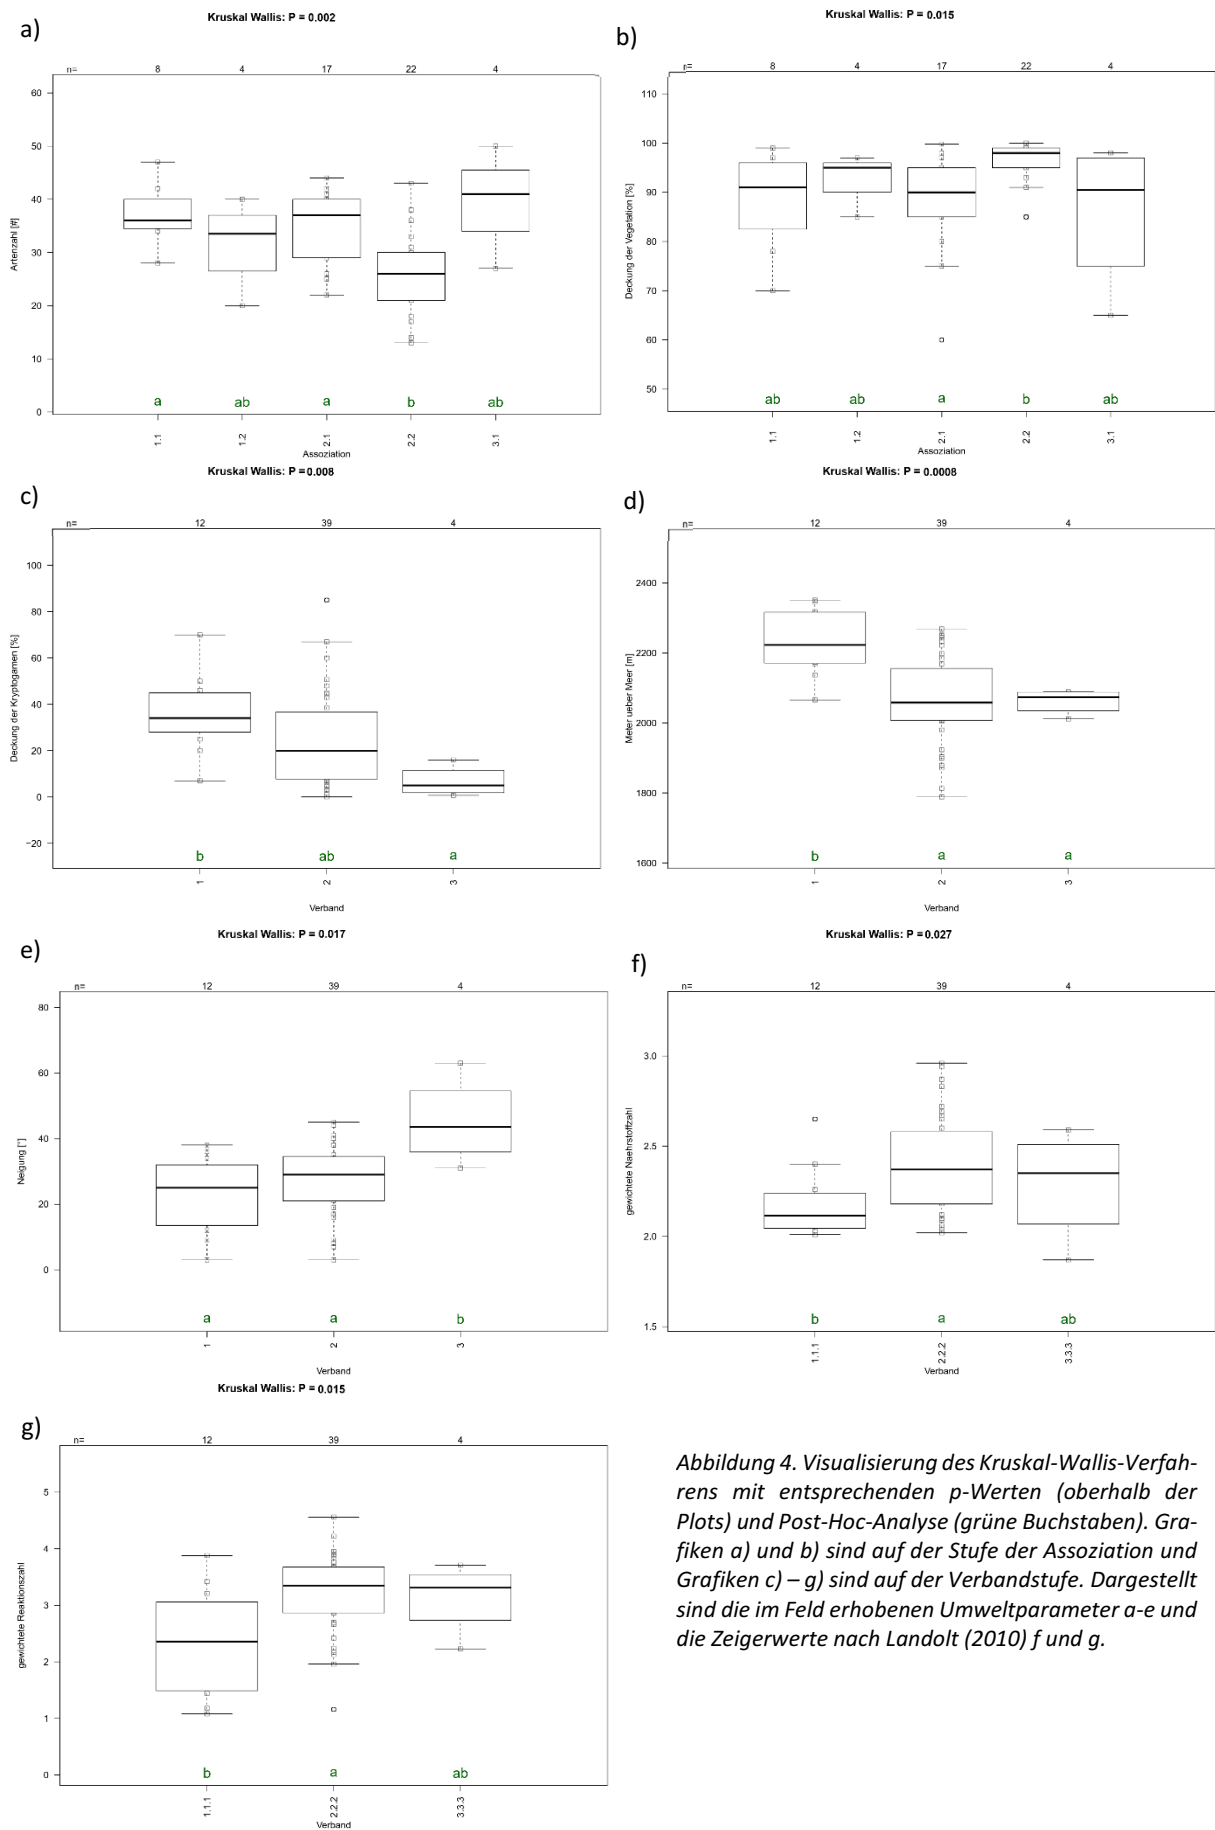 a)
Kruskal Wallis: P = 0.002
n= 8 4 17 22 4
60
50
40
30
20
10
0
Artenzahl [#]
a ab a b ab
1.1 1.2 2.1 2.2 3.1
Assoziation
b)
Kruskal Wallis: P = 0.015
n= 8 4 17 22 4
110
100
90
80
70
60
50
Deckung der Vegetation [%]
ab ab a b ab
1.1 1.2 2.1 2.2 3.1
Assoziation
c)
Kruskal Wallis: P = 0.008
n= 12 39 4
100
80
60
40
20
0
−20
Deckung der Kryptogamen [%]
b ab a
1 2 3
Verband
d)
Kruskal Wallis: P = 0.0008
n= 12 39 4
2400
2200
2000
1800
1600
Meter ueber Meer [m]
b a a
1 2 3
Verband
e)
Kruskal Wallis: P = 0.017
n= 12 39 4
80
60
40
20
0
Neigung [°]
a a b
1 2 3
Verband
f)
Kruskal Wallis: P = 0.027
n= 12 39 4
3.0
2.5
2.0
1.5
gewichtete Naehrstoffzahl
b a ab
1.1.1 2.2.2 3.3.3
Verband
g)
Kruskal Wallis: P = 0.015
n= 12 39 4
5
4
3
2
1
0
gewichtete Reaktionszahl
b a ab
1.1.1 2.2.2 3.3.3
Verband
Abbildung 4. Visualisierung des Kruskal-Wallis-Verfah-
rens mit entsprechenden p-Werten (oberhalb der
Plots) und Post-Hoc-Analyse (grüne Buchstaben). Gra-
fiken a) und b) sind auf der Stufe der Assoziation und
Grafiken c) – g) sind auf der Verbandstufe. Dargestellt
sind die im Feld erhobenen Umweltparameter a-e und
die Zeigerwerte nach Landolt (2010) f und g.